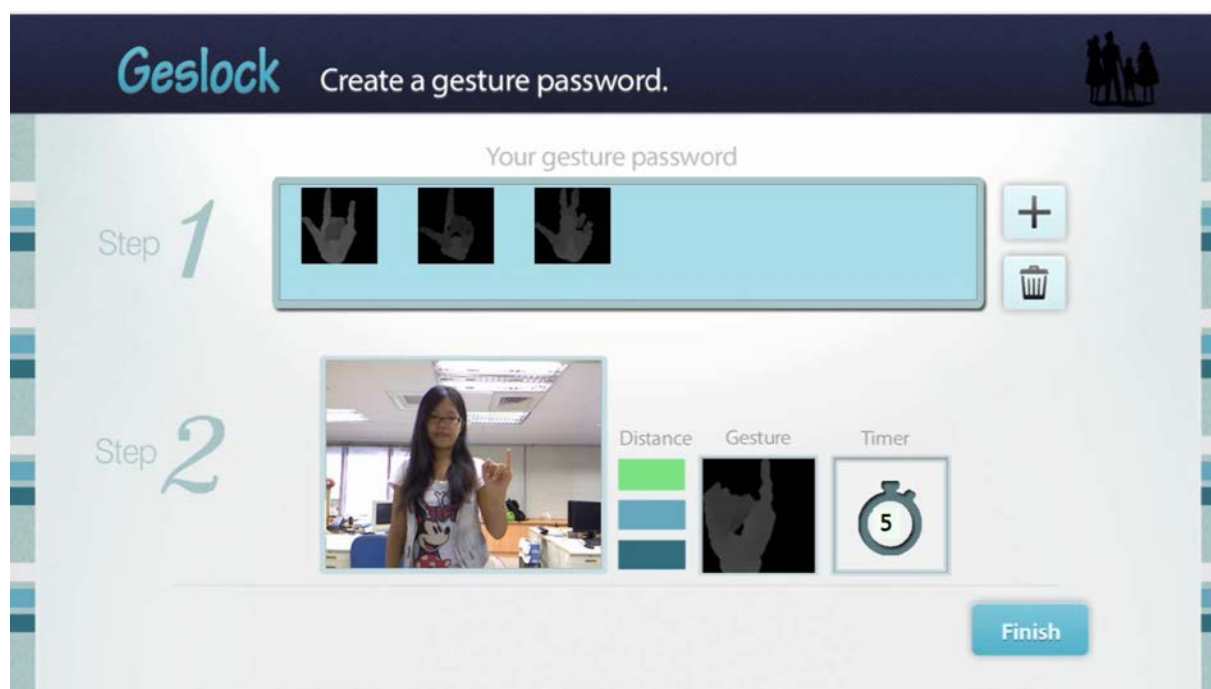 Geslock Create a gesture password.
Your gesture password
Step 1
Step 2
Distance Gesture Timer
5
Finish